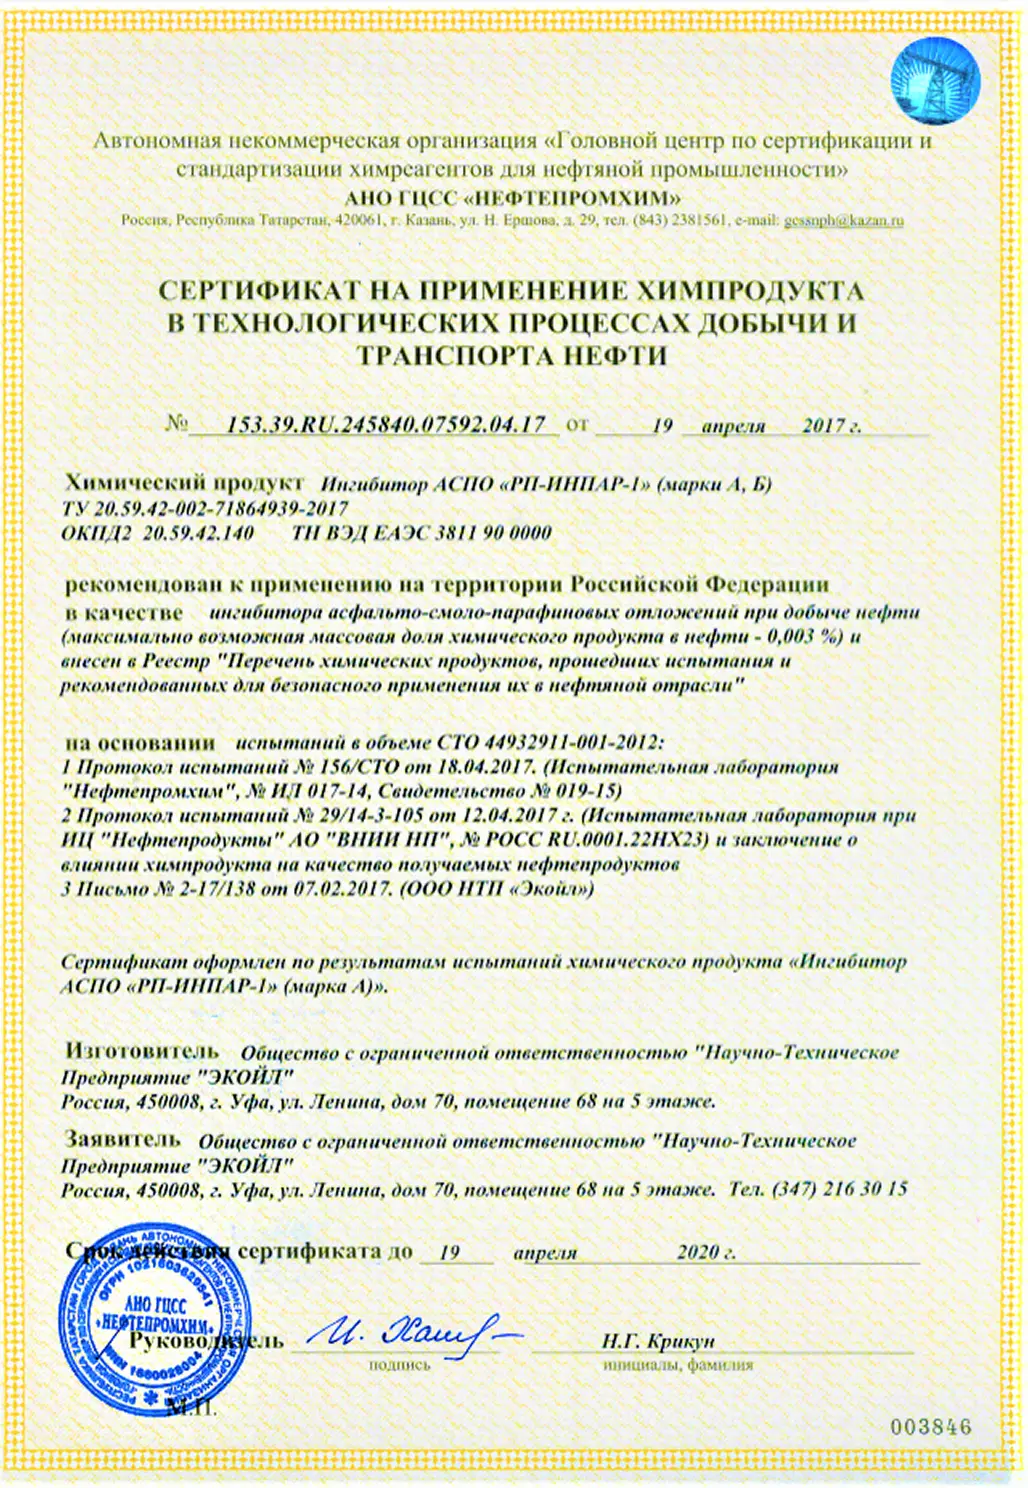 Автономная некоммерческая организация «Головной центр по сертификации и
стандартизации химреагентов для нефтяной промышленности»
АНО ГЦСС «НЕФТЕПРОМХИМ»
Россия, Республика Татарстан, 420061, г. Казань, ул. Н. Ершова, д. 29, тел. (843) 2381561, e-mail: gcssnph@kazan.ru
СЕРТИФИКАТ НА ПРИМЕНЕНИЕ ХИМПРОДУКТА
В ТЕХНОЛОГИЧЕСКИХ ПРОЦЕССАХ ДОБЫЧИ И
ТРАНСПОРТА НЕФТИ
№ 153.39.RU.245840.07592.04.17 от 19 апреля 2017 г.
Химический продукт Ингибитор АСПО «РП-ИНПАР-1» (марки А, Б)
ТУ 20.59.42-002-71864939-2017
ОКПД2 20.59.42.140 ТН ВЭД ЕАЭС 3811 90 0000
рекомендован к применению на территории Российской Федерации
в качестве ингибитора асфальто-смоло-парафиновых отложений при добыче нефти
(максимально возможная массовая доля химического продукта в нефти - 0,003 %) и
внесен в Реестр "Перечень химических продуктов, прошедших испытания и
рекомендованных для безопасного применения их в нефтяной отрасли"
на основании испытаний в объеме СТО 44932911-001-2012:
1 Протокол испытаний № 156/СТО от 18.04.2017. (Испытательная лаборатория
"Нефтепромхим", № ИЛ 017-14, Свидетельство № 019-15)
2 Протокол испытаний № 29/14-3-105 от 12.04.2017 г. (Испытательная лаборатория при
ИЦ "Нефтепродукты" АО "ВНИИ НП", № РОСС RU.0001.22НХ23) и заключение о
влиянии химпродукта на качество получаемых нефтепродуктов
3 Письмо № 2-17/138 от 07.02.2017. (ООО НТП «Экойл»)
Сертификат оформлен по результатам испытаний химического продукта «Ингибитор
АСПО «РП-ИНПАР-1» (марка А)».
Изготовитель Общество с ограниченной ответственностью "Научно-Техническое
Предприятие "ЭКОЙЛ"
Россия, 450008, г. Уфа, ул. Ленина, дом 70, помещение 68 на 5 этаже.
Заявитель Общество с ограниченной ответственностью "Научно-Техническое
Предприятие "ЭКОЙЛ"
Россия, 450008, г. Уфа, ул. Ленина, дом 70, помещение 68 на 5 этаже. Тел. (347) 216 30 15
Срок действия сертификата до 19 апреля 2020 г.
ОГРН 1021603629541
АНО ГЦСС
«НЕФТЕПРОМХИМ»
ИНН 1660028004
Руководитель Н.Г. Крикун
подпись инициалы, фамилия
М.П.
003846